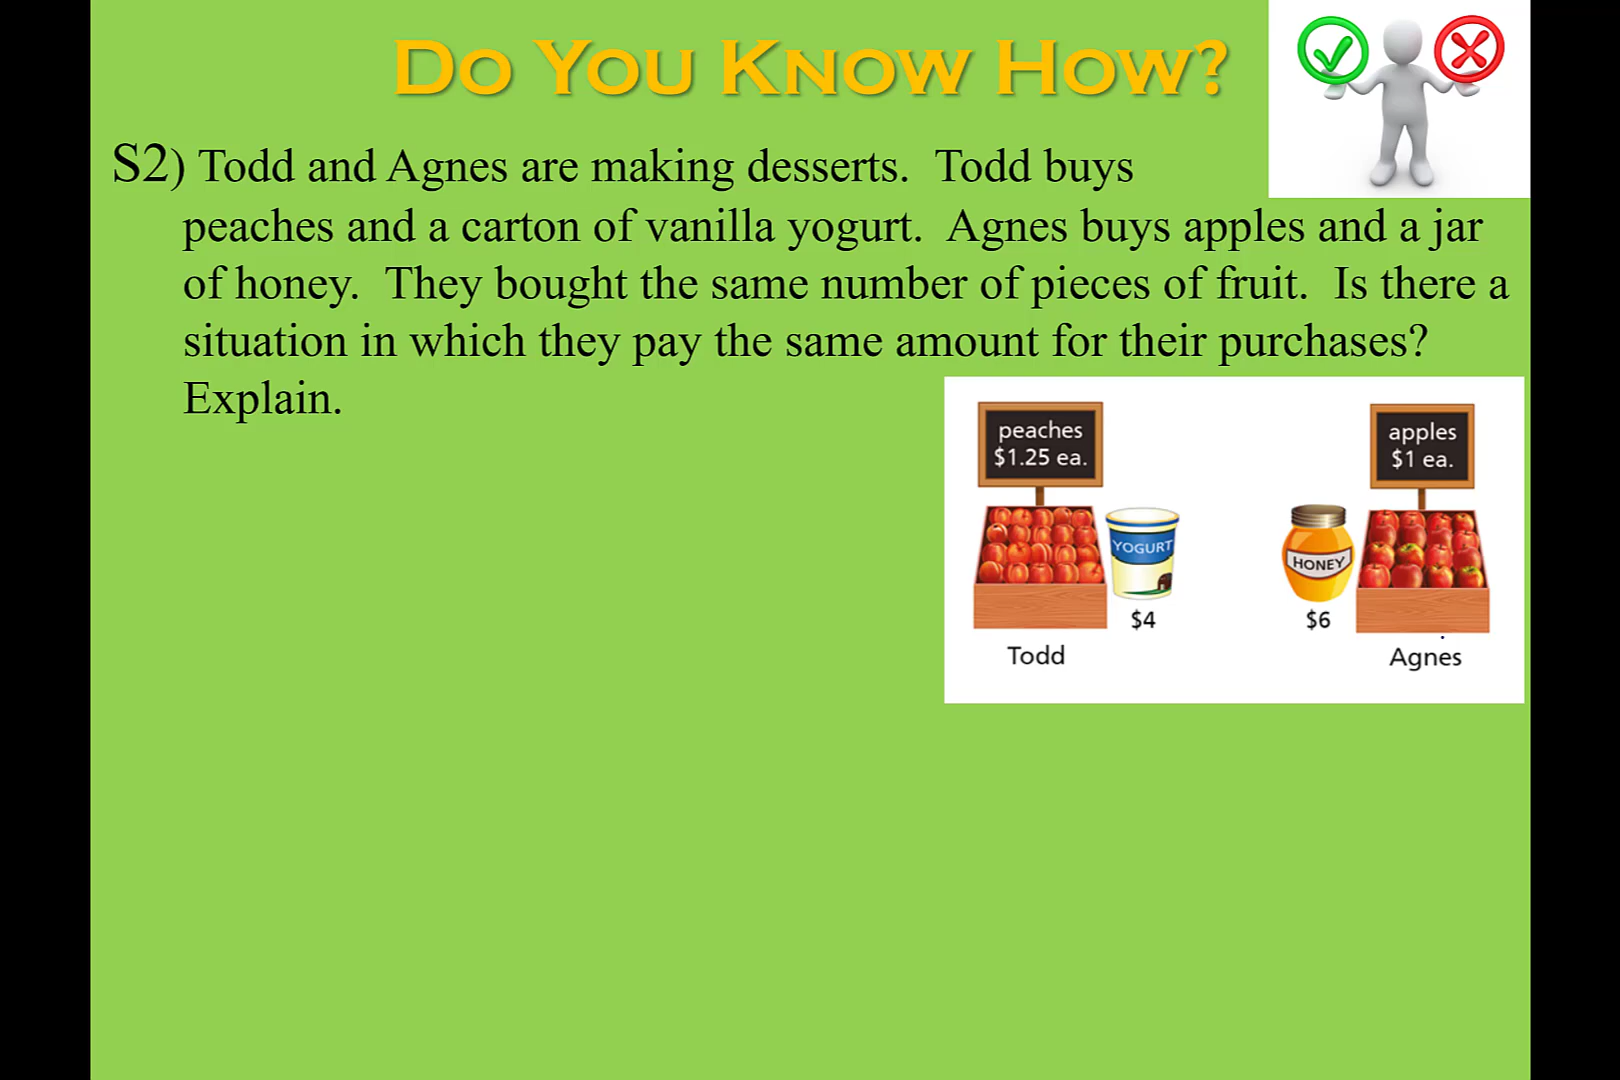 Do You Know How?
S2) Todd and Agnes are making desserts. Todd buys
peaches and a carton of vanilla yogurt. Agnes buys apples and a jar
of honey. They bought the same number of pieces of fruit. Is there a
situation in which they pay the same amount for their purchases?
Explain.
peaches
$1.25 ea.
YOGURT
$4
Todd
apples
$1 ea.
HONEY
$6
Agnes